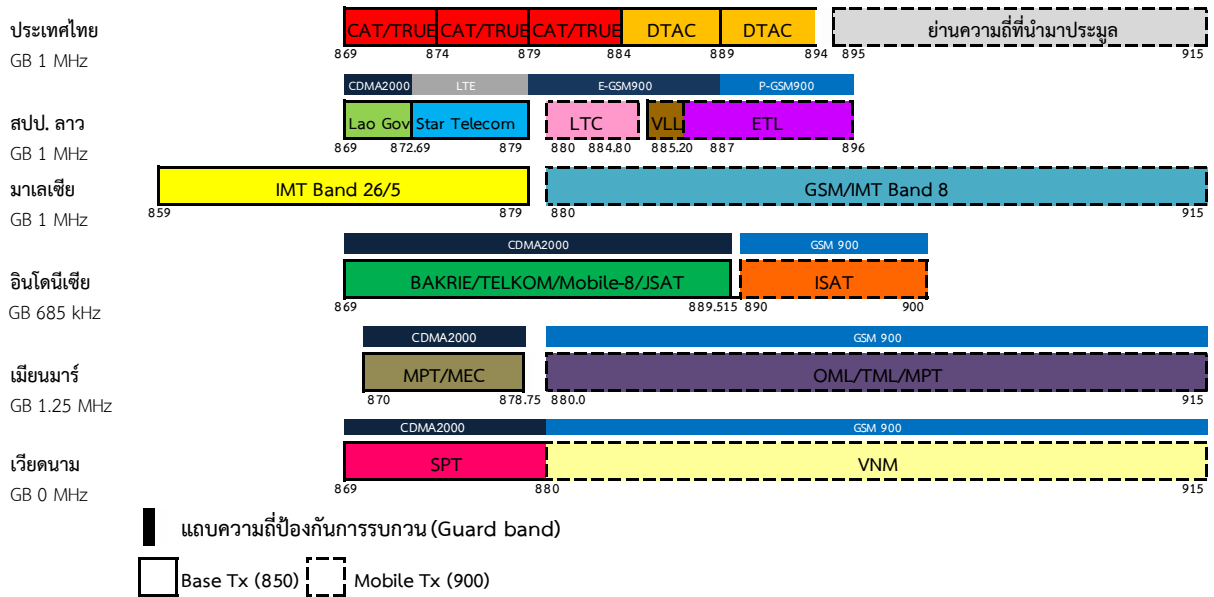 ประเทศไทย
GB 1 MHz
CAT/TRUE CAT/TRUE CAT/TRUE DTAC DTAC ย่านความถี่ที่นำมาประมูล
869 874 879 884 889 894 895 915
CDMA2000 LTE E-GSM900 P-GSM900
สปป. ลาว
GB 1 MHz
Lao Gov Star Telecom LTC VLL ETL
869 872.69 879 880 884.80 885.20 887 896
มาเลเซีย
GB 1 MHz
IMT Band 26/5 GSM/IMT Band 8
859 879 880 915
CDMA2000 GSM 900
อินโดนีเซีย
GB 685 kHz
BAKRIE/TELKOM/Mobile-8/JSAT ISAT
869 889.515 890 900
CDMA2000 GSM 900
เมียนมาร์
GB 1.25 MHz
MPT/MEC OML/TML/MPT
870 878.75 880.0 915
CDMA2000 GSM 900
เวียดนาม
GB 0 MHz
SPT VNM
869 880 915
แถบความถี่ป้องกันการรบกวน (Guard band)
Base Tx (850) Mobile Tx (900)